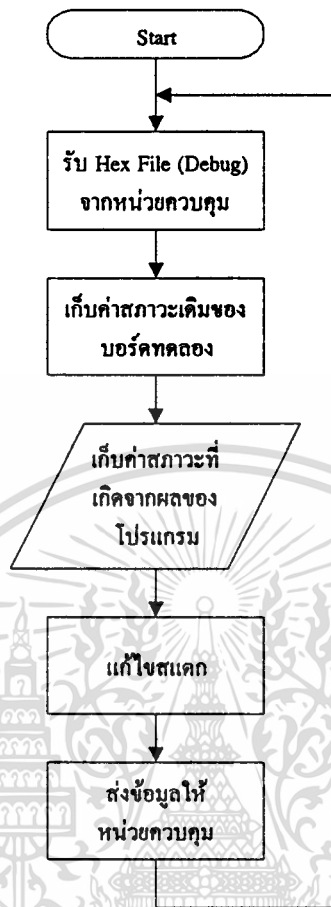 Start
รับ Hex File (Debug)
จากหน่วยควบคุม
เก็บค่าสภาวะเดิมของ
บอร์ดทดลอง
เก็บค่าสภาวะที่
เกิดจากผลของ
โปรแกรม
แก้ไขสแตก
ส่งข้อมูลให้
หน่วยควบคุม